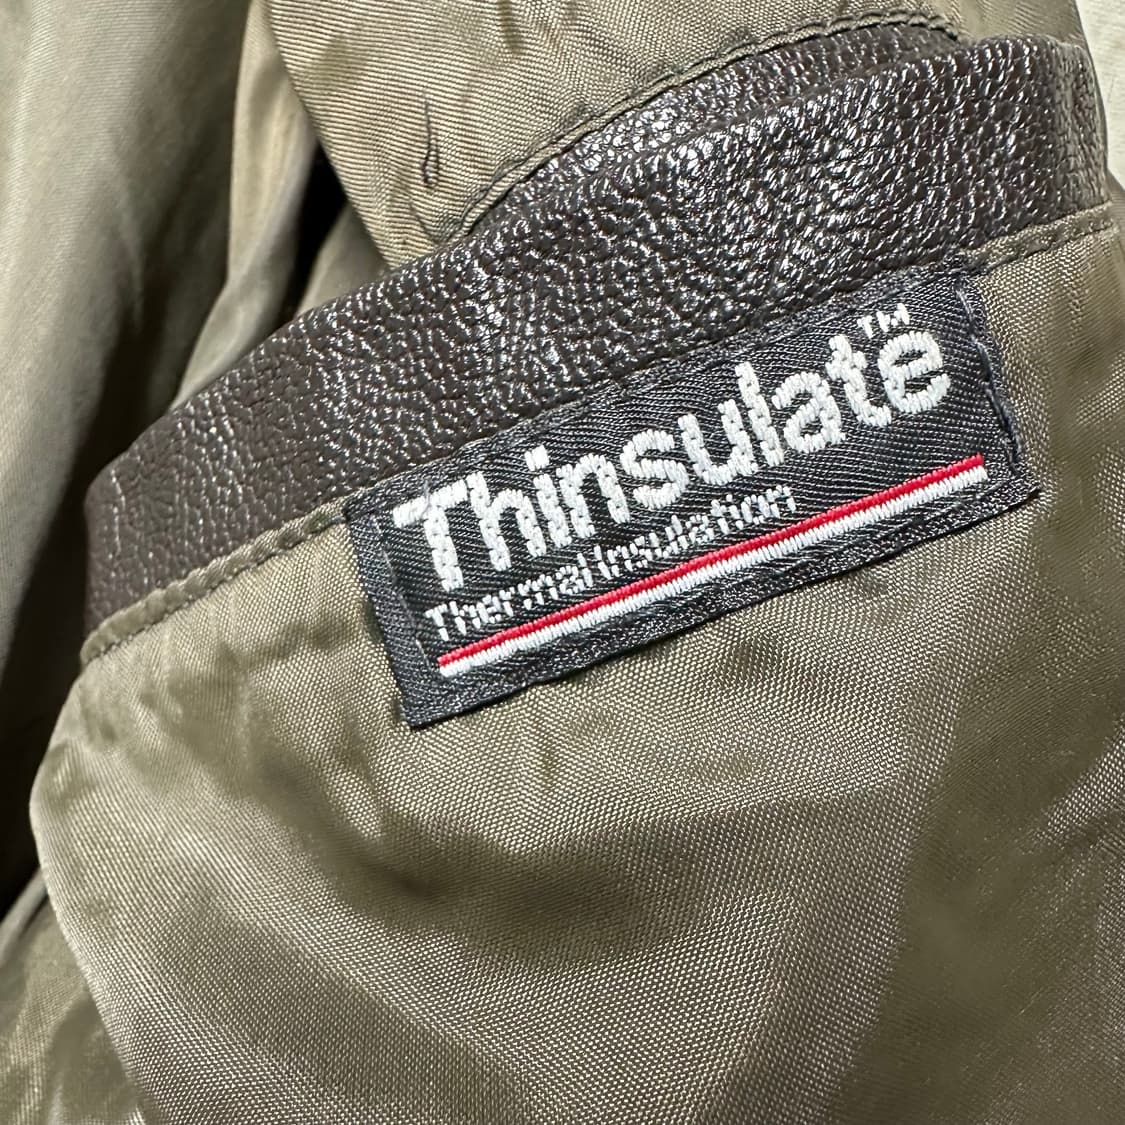 Thinsulate™
Thermal Insulation